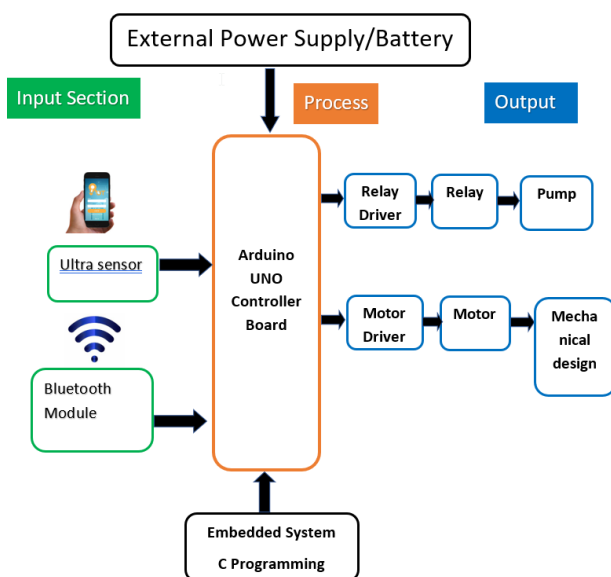 External Power Supply/Battery
Input Section
Process
Output
Ultra sensor
Bluetooth
Module
Arduino
UNO
Controller
Board
Relay
Driver
Relay
Pump
Motor
Driver
Motor
Mecha
nical
design
Embedded System
C Programming